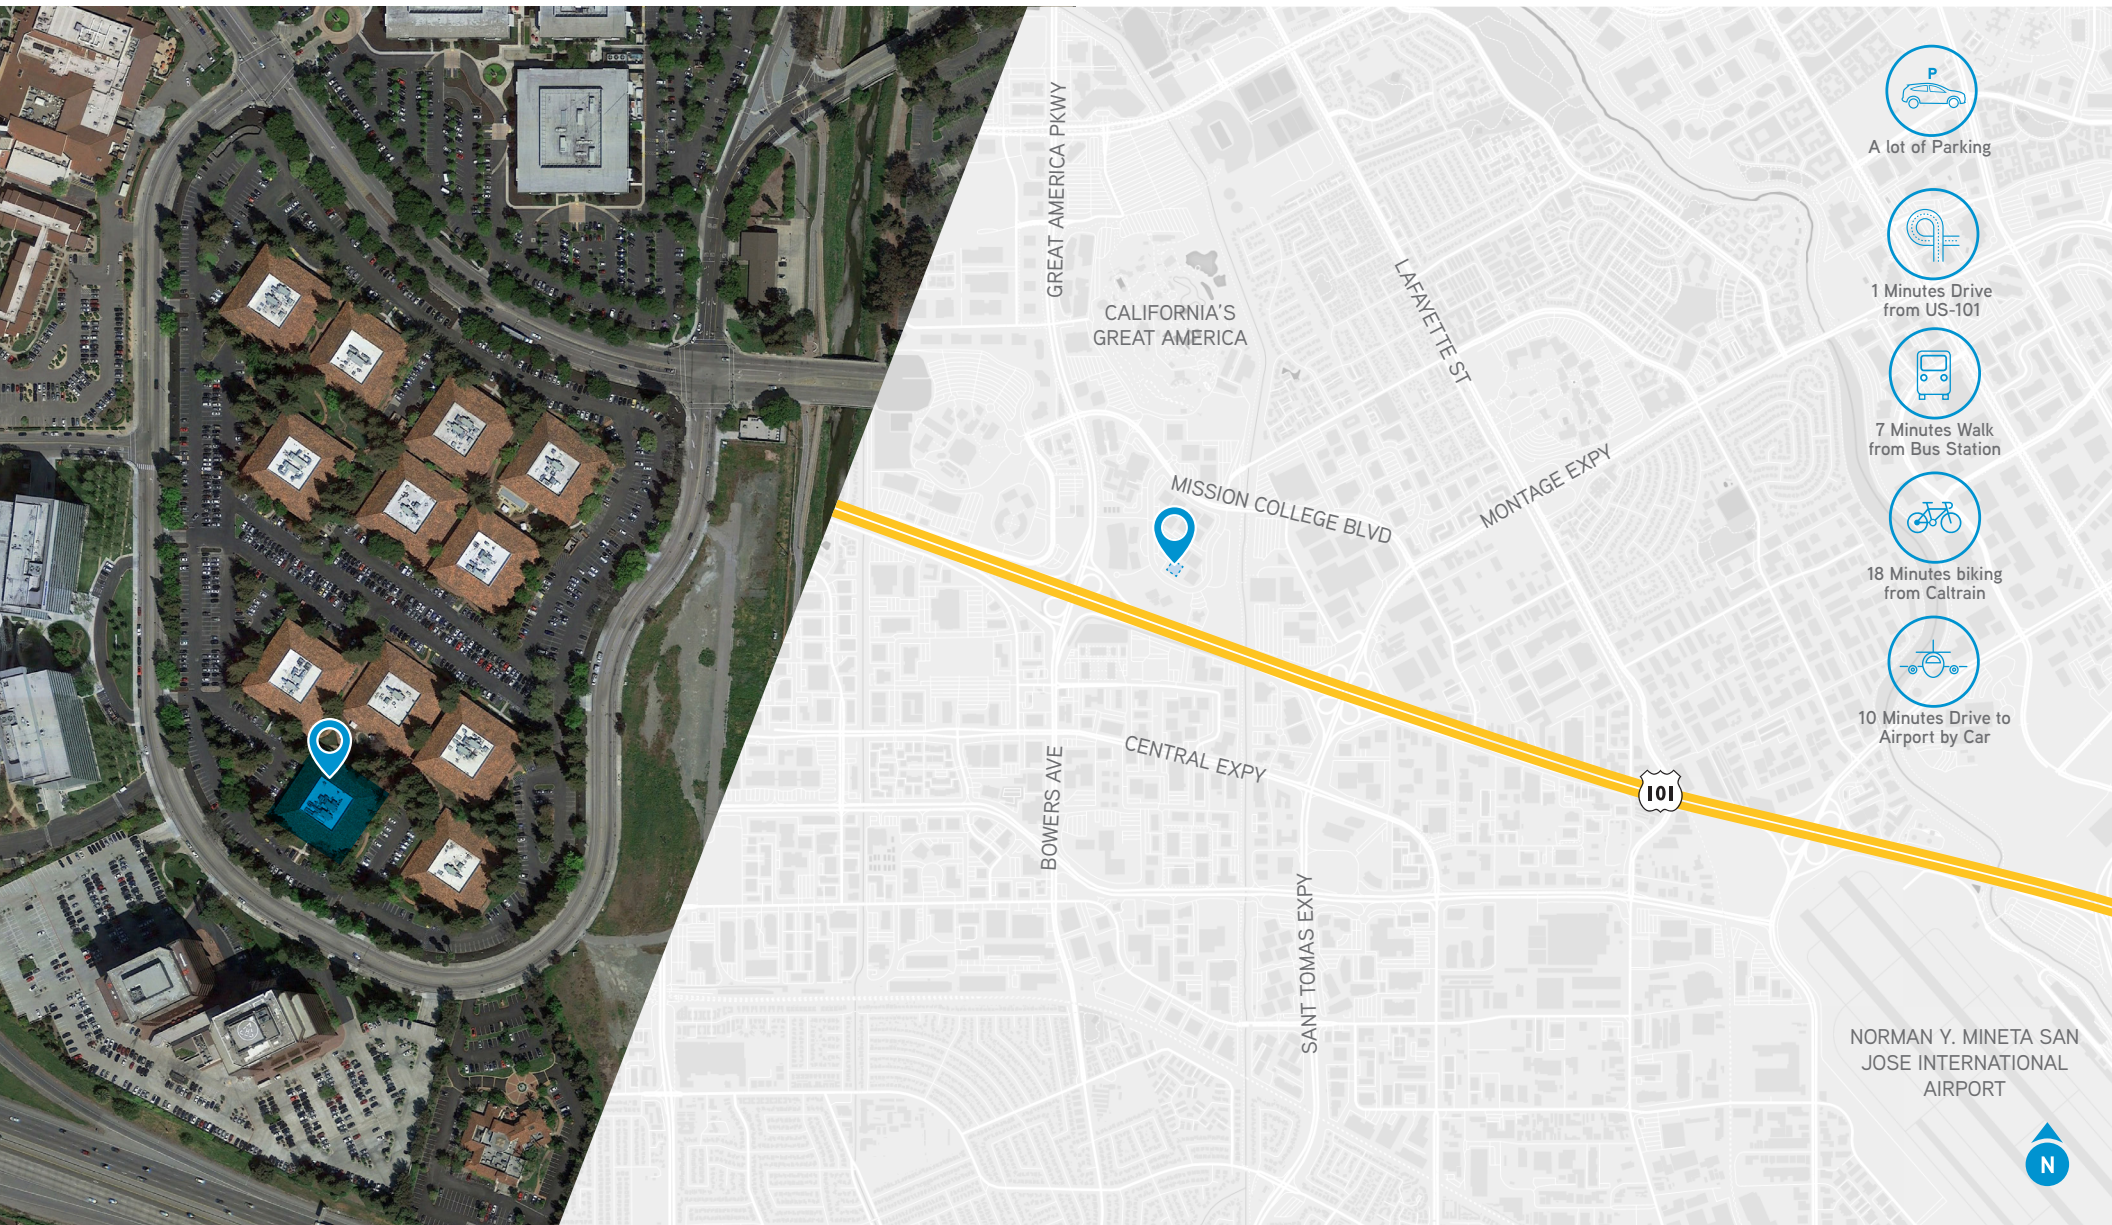 P
A lot of Parking
GREAT AMERICA PKWY
CALIFORNIA'S
GREAT AMERICA
LAFAYETTE ST
1 Minutes Drive
from US-101
7 Minutes Walk
from Bus Station
MISSION COLLEGE BLVD
MONTAGE EXPY
18 Minutes biking
from Caltrain
10 Minutes Drive to
Airport by Car
CENTRAL EXPY
BOWERS AVE
101
SANT TOMAS EXPY
NORMAN Y. MINETA SAN
JOSE INTERNATIONAL
AIRPORT
N